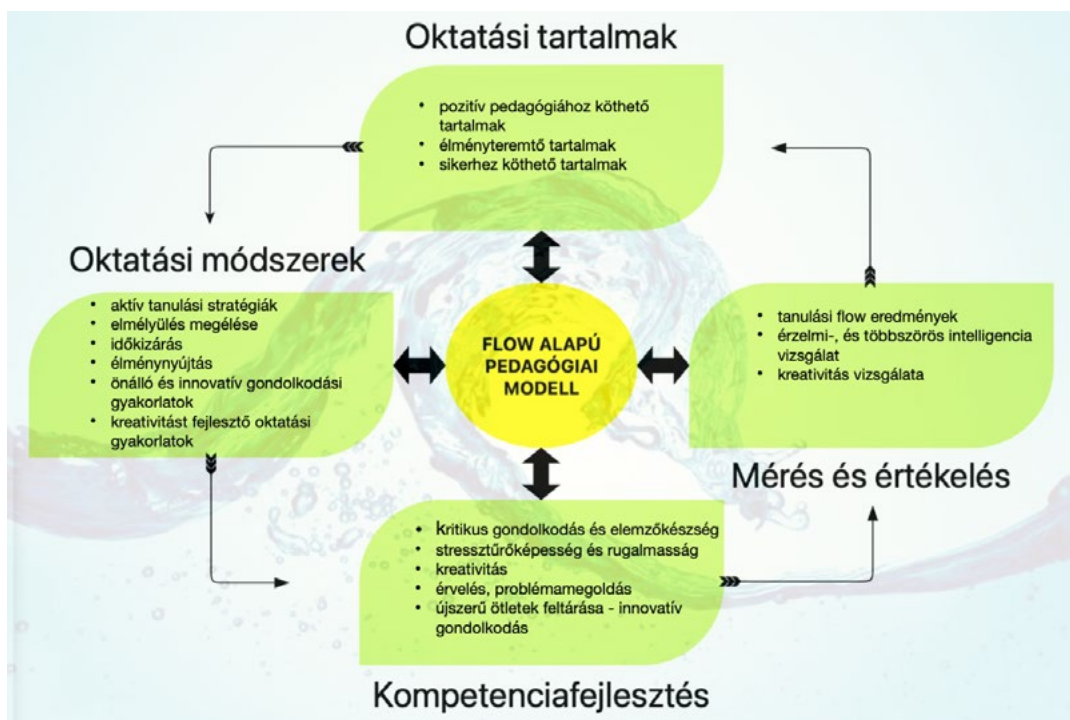 Oktatási tartalmak
• pozitív pedagógiához köthető
tartalmak
• élményteremtő tartalmak
• sikerhez köthető tartalmak
Oktatási módszerek
• aktív tanulási stratégiák
• elmélyülés megélése
• időkizárás
• élménynyújtás
• önálló és innovatív gondolkodási
gyakorlatok
• kreativitást fejlesztő oktatási
gyakorlatok
FLOW ALAPÚ
PEDAGÓGIAI
MODELL
• tanulási flow eredmények
• érzelmi-, és többszörös intelligencia
vizsgálat
• kreativitás vizsgálata
Mérés és értékelés
• kritikus gondolkodás és elemzőkészség
• stressztűrőképesség és rugalmasság
• kreativitás
• érvelés, problémamegoldás
• újszerű ötletek feltárása - innovatív
gondolkodás
Kompetenciafejlesztés